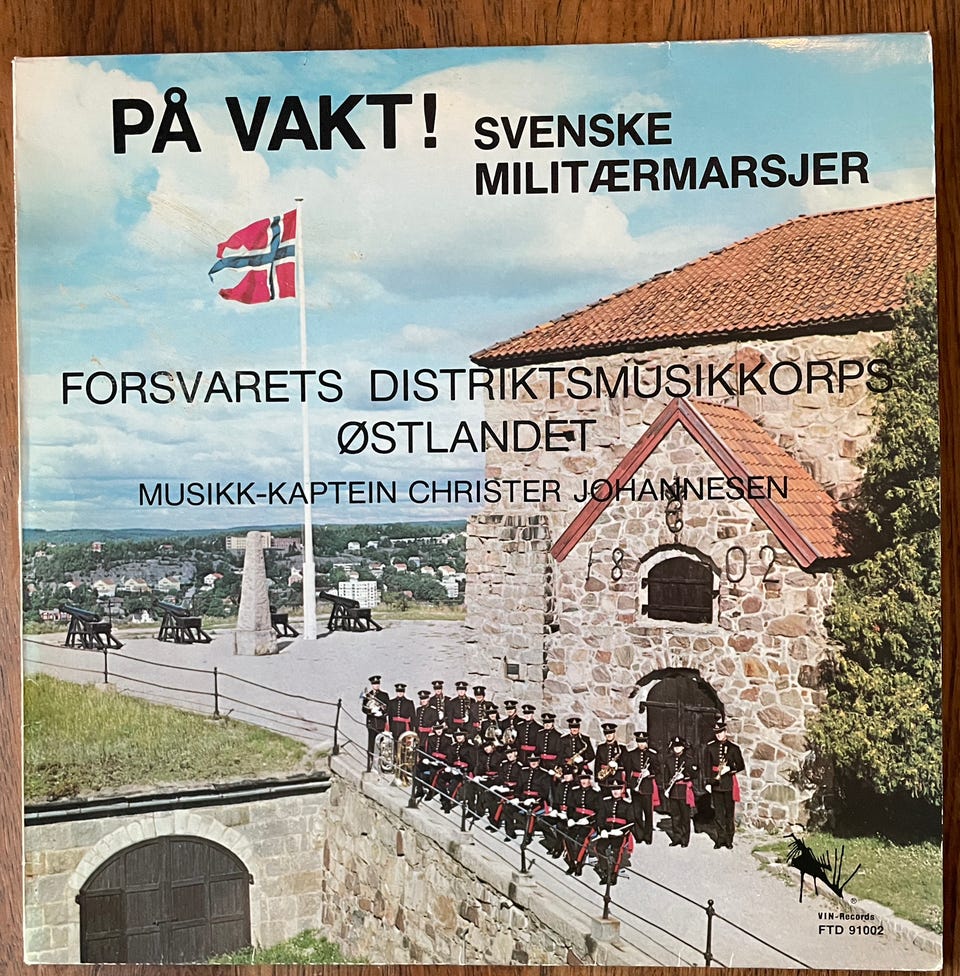 PÅ VAKT!
SVENSKE
MILITÆRMARSJER
FORSVARETS DISTRIKTSMUSIKKORPS
ØSTLANDET
MUSIKK-KAPTEIN CHRISTER JOHANNESEN
18 02
VIN-Records
®
FTD 91002